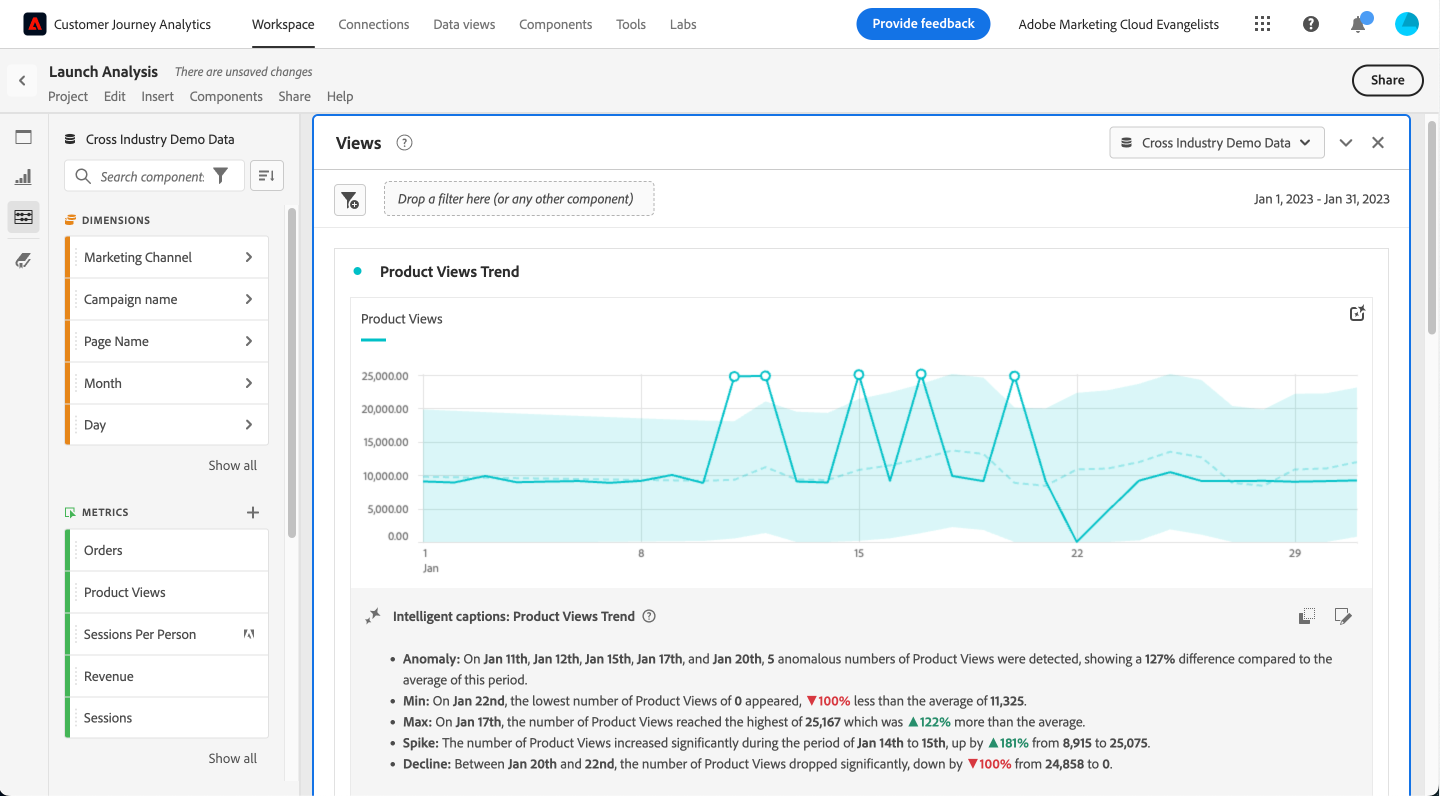 Customer Journey Analytics
Workspace
Connections
Data views
Components
Tools
Labs
Provide feedback
Adobe Marketing Cloud Evangelists
Launch Analysis
There are unsaved changes
Project
Edit
Insert
Components
Share
Help
Share
Cross Industry Demo Data
Search component
DIMENSIONS
Marketing Channel
Campaign name
Page Name
Month
Day
Show all
METRICS
Orders
Product Views
Sessions Per Person
Revenue
Sessions
Show all
Views
Cross Industry Demo Data
Drop a filter here (or any other component)
Jan 1, 2023 - Jan 31, 2023
Product Views Trend
Product Views
25,000.00
20,000.00
15,000.00
10,000.00
5,000.00
0.00
1
8
15
22
29
Jan
Intelligent captions: Product Views Trend
• Anomaly: On Jan 11th, Jan 12th, Jan 15th, Jan 17th, and Jan 20th, 5 anomalous numbers of Product Views were detected, showing a 127% difference compared to the
average of this period.
• Min: On Jan 22nd, the lowest number of Product Views of 0 appeared, ▼100% less than the average of 11,325.
• Max: On Jan 17th, the number of Product Views reached the highest of 25,167 which was ▲122% more than the average.
• Spike: The number of Product Views increased significantly during the period of Jan 14th to 15th, up by ▲181% from 8,915 to 25,075.
• Decline: Between Jan 20th and 22nd, the number of Product Views dropped significantly, down by ▼100% from 24,858 to 0.